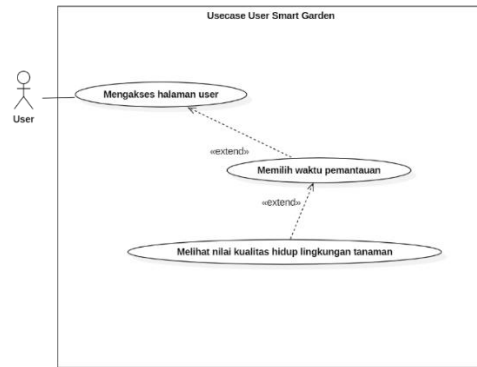 Usecase User Smart Garden
Mengakses halaman user
User
«extend»
Memilih waktu pemantauan
«extend»
Melihat nilai kualitas hidup lingkungan tanaman